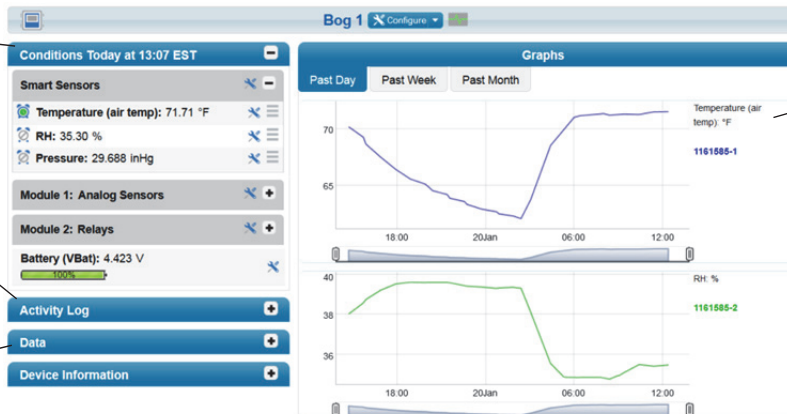 Bog 1 Configure
Conditions Today at 13:07 EST
Smart Sensors
Temperature (air temp): 71.71 °F
RH: 35.30 %
Pressure: 29.688 inHg
Module 1: Analog Sensors
Module 2: Relays
Battery (VBat): 4.423 V
100%
Activity Log
Data
Device Information
Graphs
Past Day Past Week Past Month
Temperature (air
temp): °F
1161585-1
70
65
18:00 20Jan 06:00 12:00
RH: %
1161585-2
40
38
36
18:00 20Jan 06:00 12:00